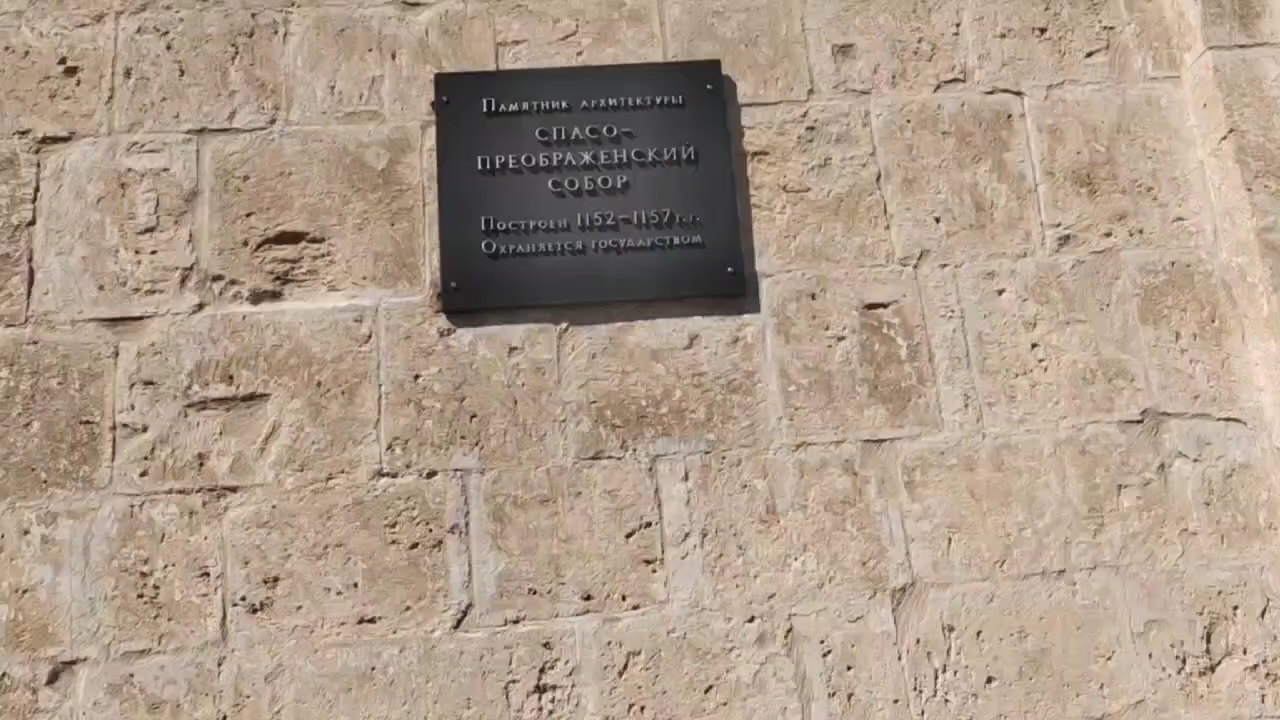 Памятник архитектуры
СПАСО-
ПРЕОБРАЖЕНСКИЙ
СОБОР
Построен 1152-1157 г.г.
Охраняется государством